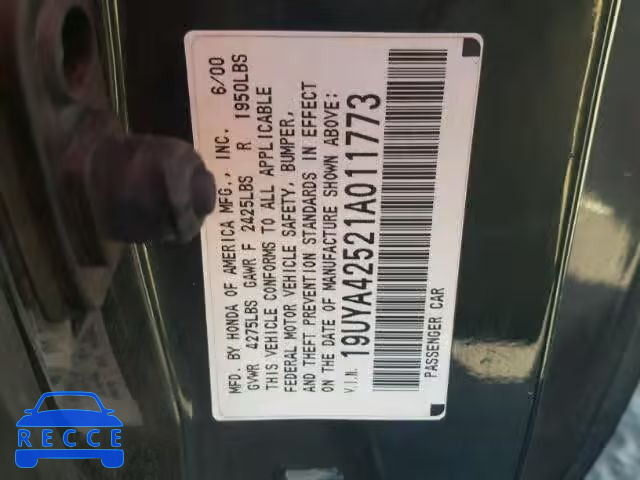 MFD. BY HONDA OF AMERICA MFG., INC. 6/00
GVWR 4275LBS GAWR F 2425LBS R 1950LBS
THIS VEHICLE CONFORMS TO ALL APPLICABLE
FEDERAL MOTOR VEHICLE SAFETY, BUMPER,
AND THEFT PREVENTION STANDARDS IN EFFECT
ON THE DATE OF MANUFACTURE SHOWN ABOVE:
V.I.N. 19UYA42521A011773
PASSENGER CAR
RECCE